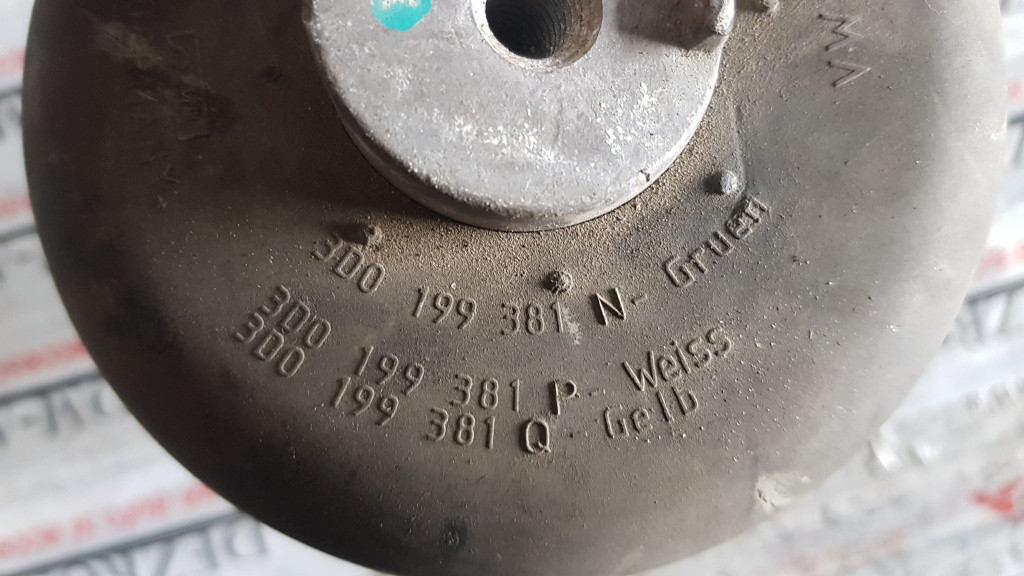 3D0 199 381 N - Gruen
3D0 199 381 P - Weiss
3D0 199 381 Q - Gelb